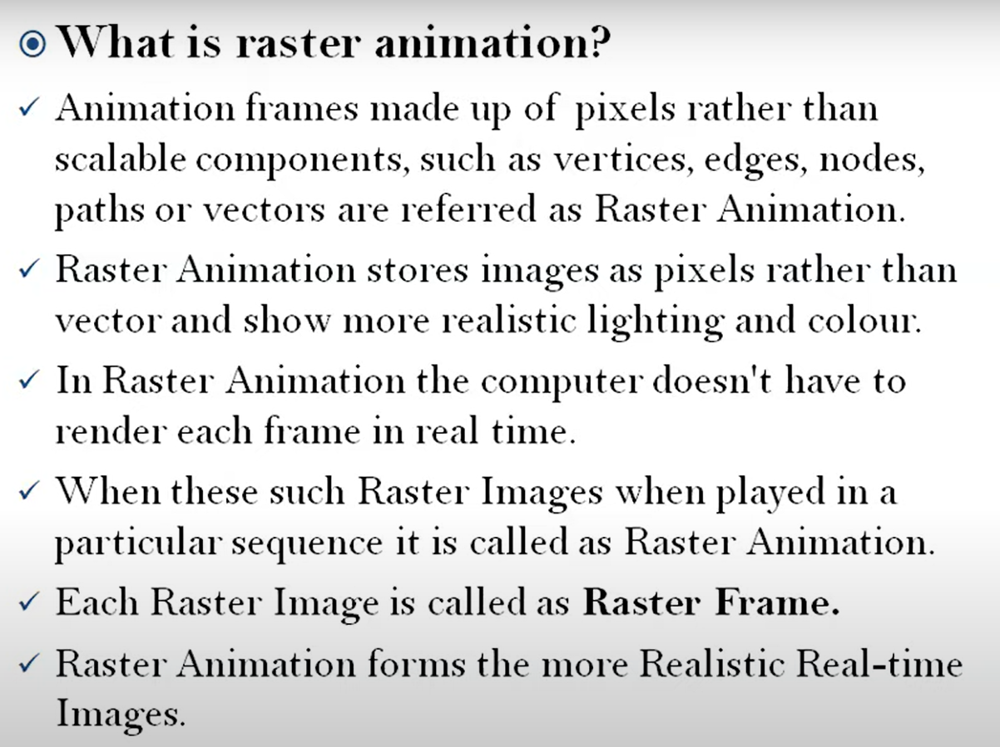 What is raster animation?
Animation frames made up of pixels rather than
scalable components, such as vertices, edges, nodes,
paths or vectors are referred as Raster Animation.
Raster Animation stores images as pixels rather than
vector and show more realistic lighting and colour.
In Raster Animation the computer doesn't have to
render each frame in real time.
When these such Raster Images when played in a
particular sequence it is called as Raster Animation.
Each Raster Image is called as Raster Frame.
Raster Animation forms the more Realistic Real-time
Images.